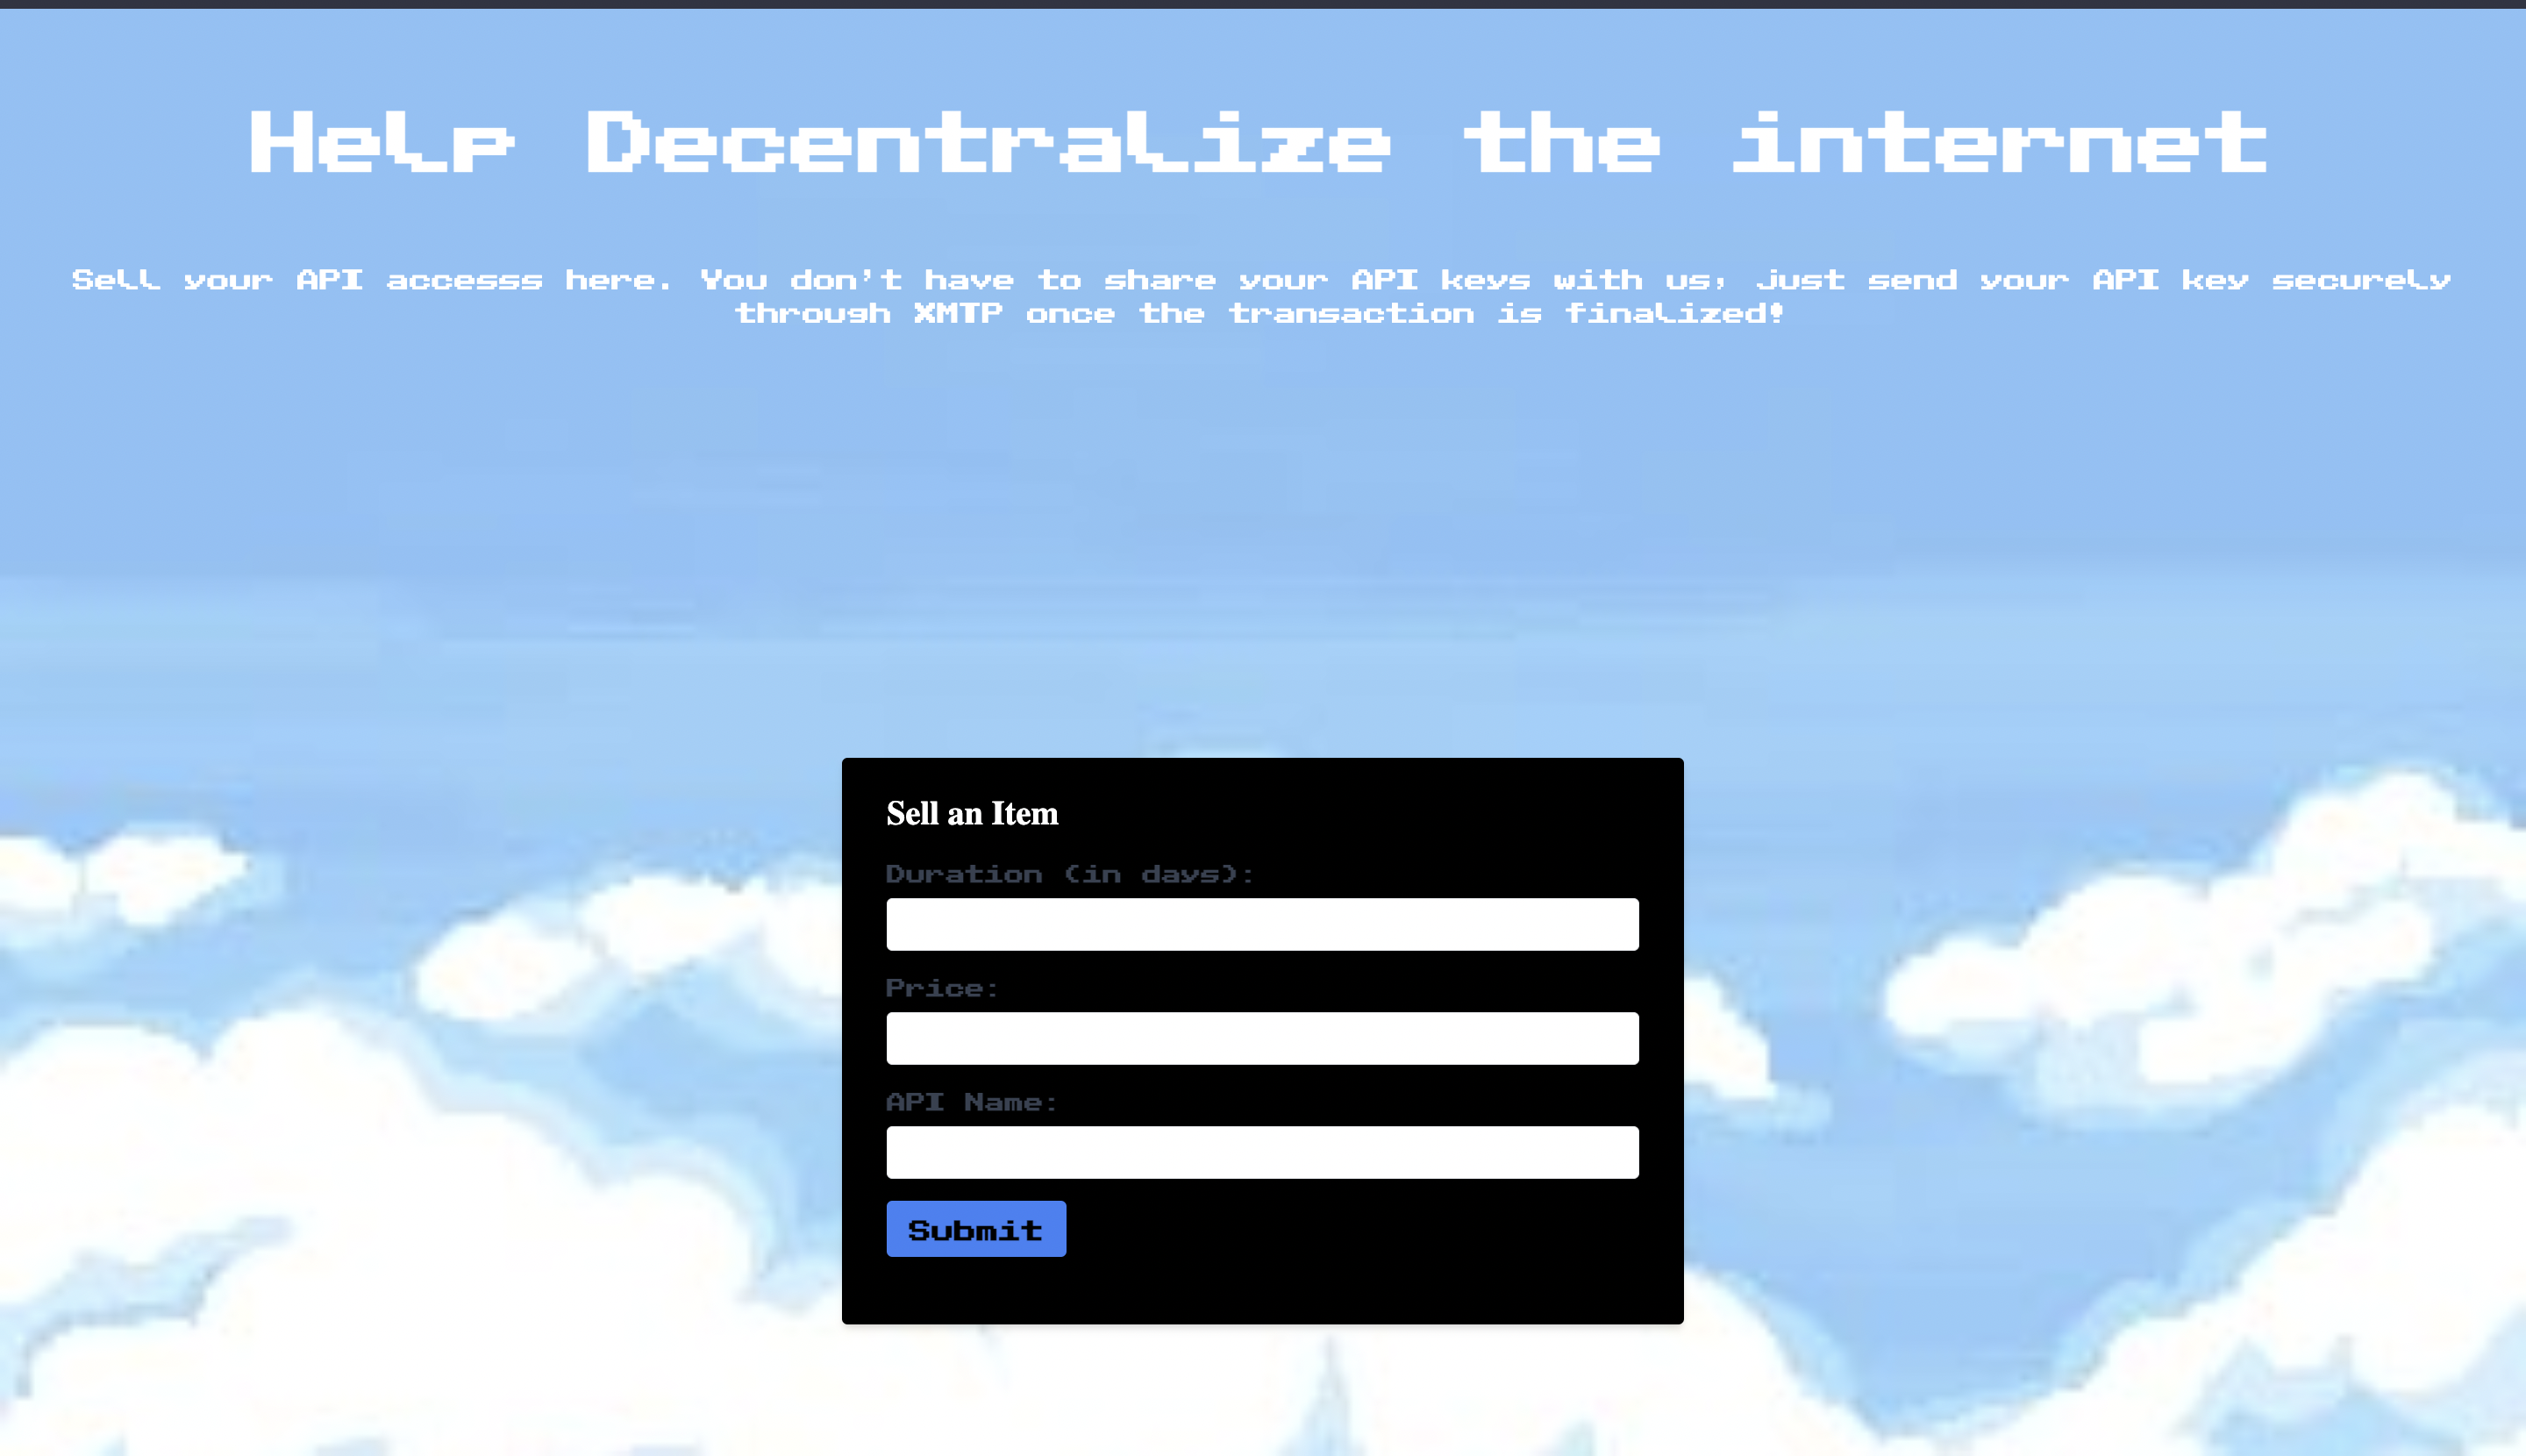 Help Decentralize the internet
Sell your API accesss here. You don't have to share your API keys with us; just send your API key securely
through XMTP once the transaction is finalized!
Sell an Item
Duration (in days):
Price:
API Name:
Submit